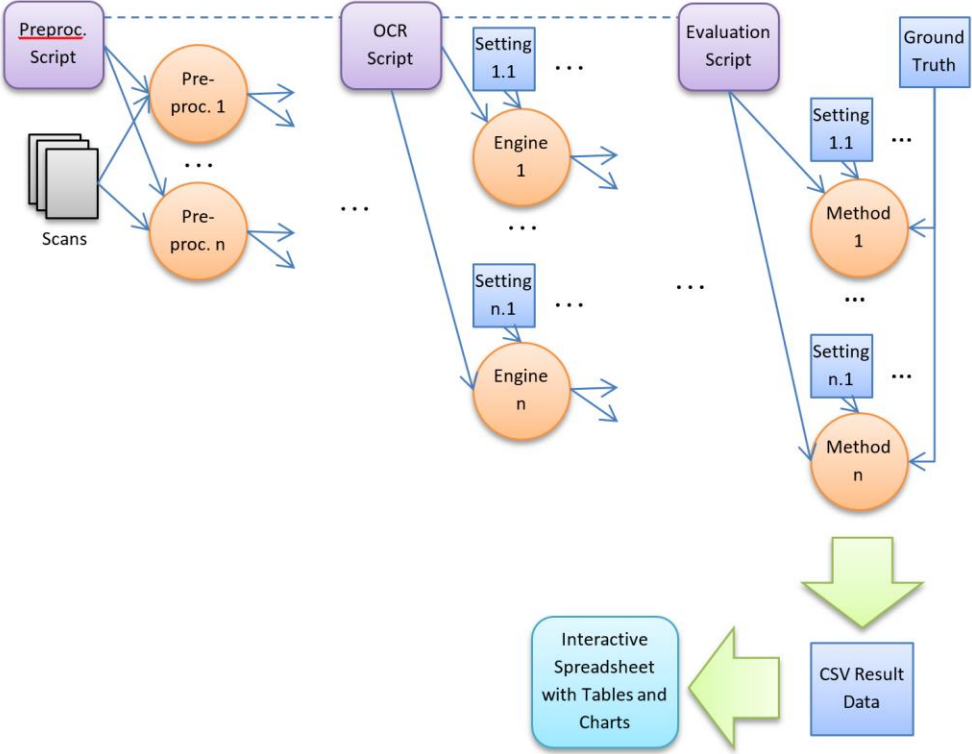 Preproc.
Script
Scans
Pre-
proc. 1
...
Pre-
proc. n
...
OCR
Script
Setting
1.1
...
Engine
1
...
Setting
n.1
...
Engine
n
...
Evaluation
Script
Setting
1.1
...
Method
1
...
Setting
n.1
...
Method
n
Ground
Truth
CSV Result
Data
Interactive
Spreadsheet
with Tables and
Charts